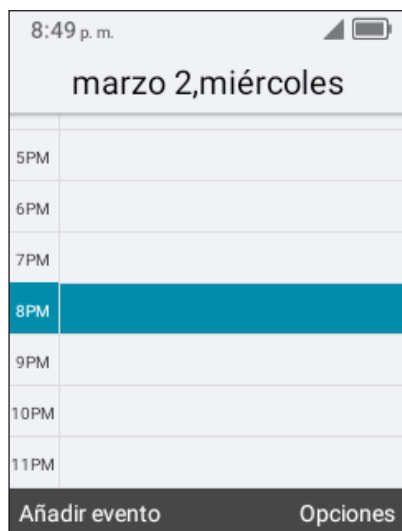 8:49 p. m.
marzo 2,miércoles
5PM
6PM
7PM
8PM
9PM
10PM
11PM
Añadir evento Opciones